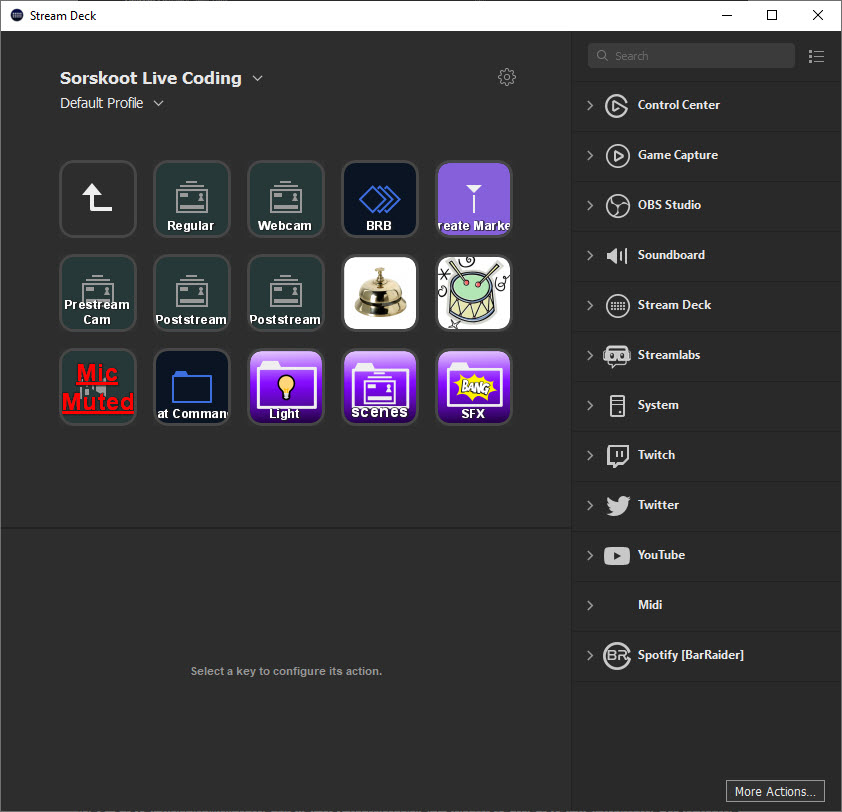 Stream Deck
Search
Sorskoot Live Coding
Default Profile
Regular
Webcam
BRB
reate Marke
Prestream
Cam
Poststream
Poststream
Mic
Muted
at Comman
Light
scenes
BANG
SFX
Control Center
Game Capture
OBS Studio
Soundboard
Stream Deck
Streamlabs
System
Twitch
Twitter
YouTube
Midi
BR
Spotify [BarRaider]
Select a key to configure its action.
More Actions...